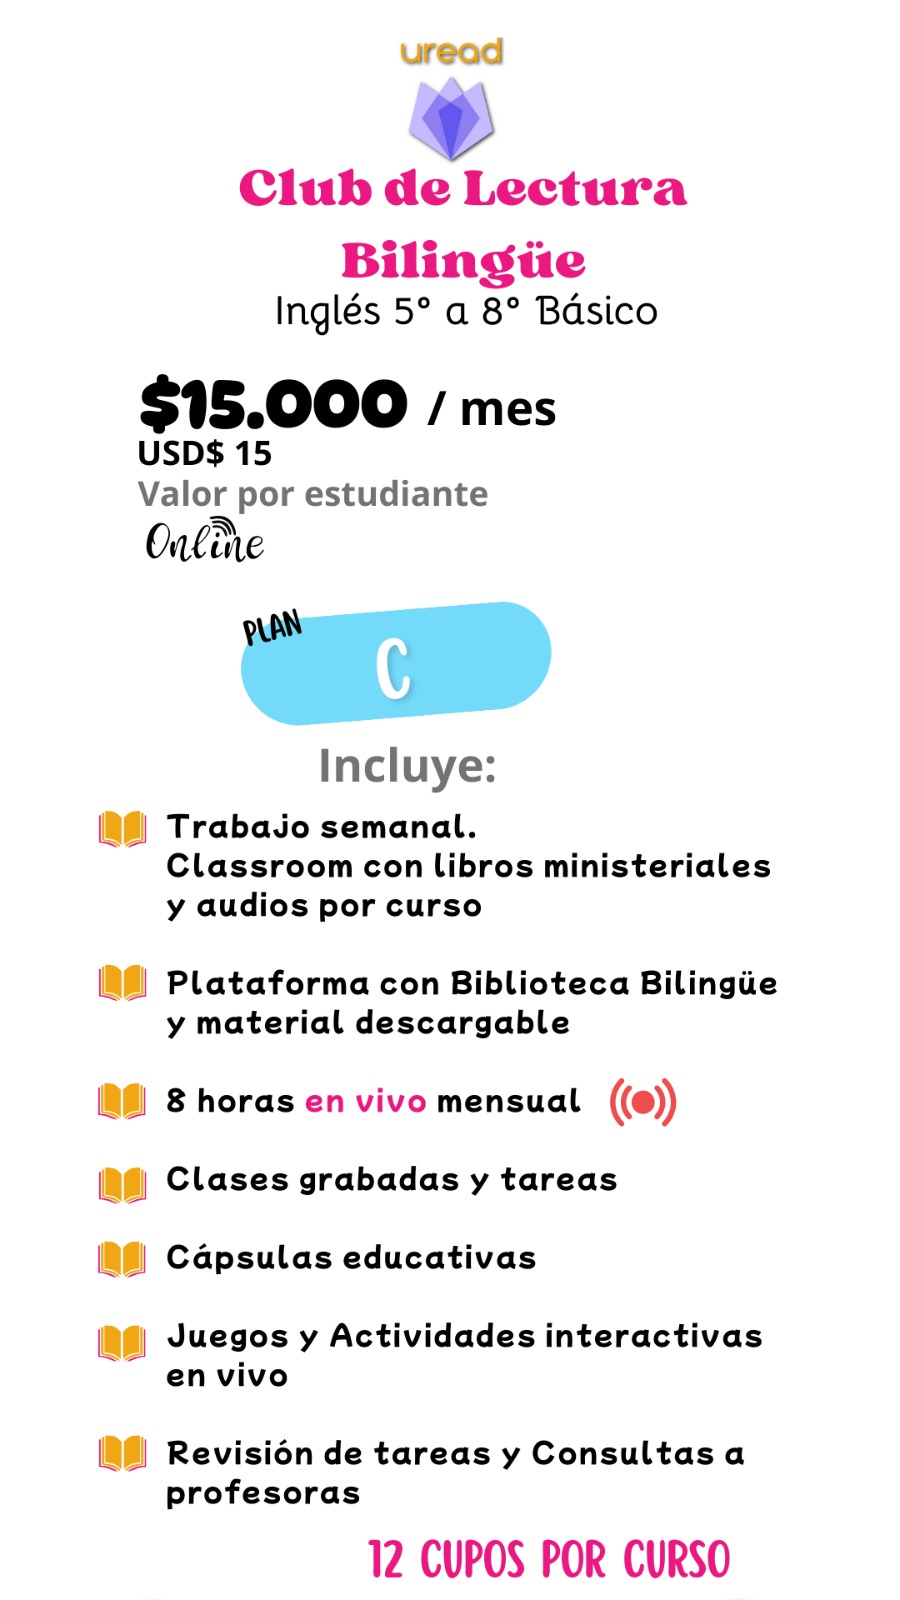 uread
Club de Lectura
Bilingüe
Inglés 5° a 8° Básico
$15.000 / mes
USD$ 15
Valor por estudiante
Online
PLAN
C
Incluye:
Trabajo semanal.
Classroom con libros ministeriales
y audios por curso
Plataforma con Biblioteca Bilingüe
y material descargable
8 horas en vivo mensual
Clases grabadas y tareas
Cápsulas educativas
Juegos y Actividades interactivas
en vivo
Revisión de tareas y Consultas a
profesoras
12 CUPOS POR CURSO